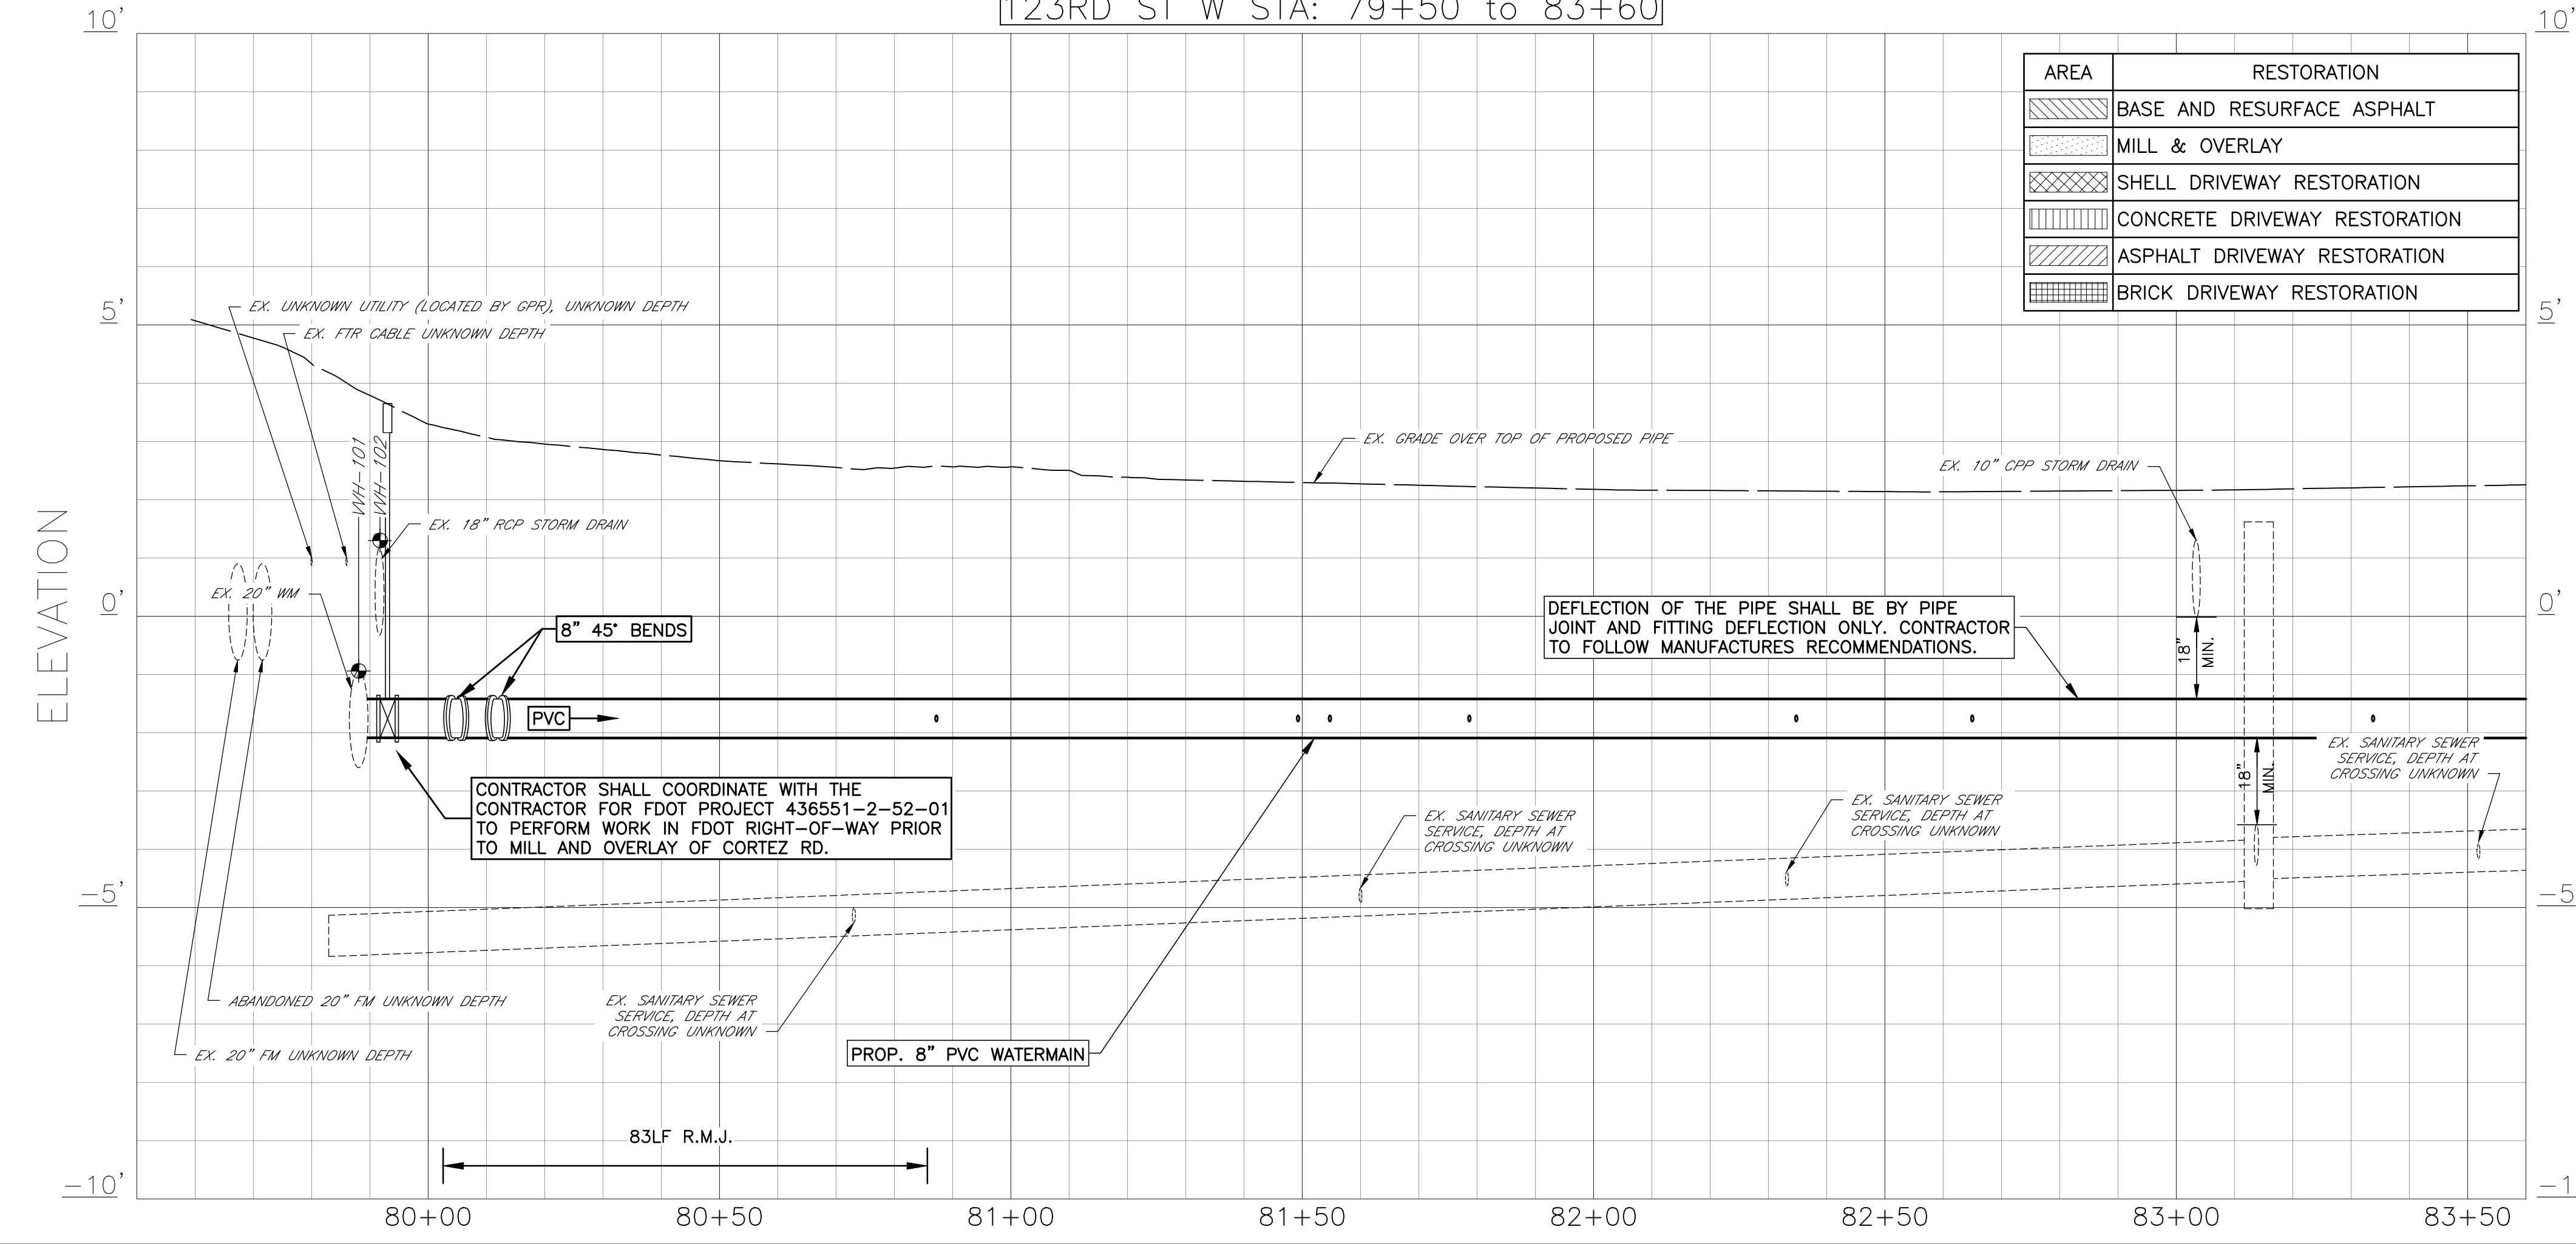 123RD ST W STA: 79+50 to 83+60
10'
10'
AREA RESTORATION
BASE AND RESURFACE ASPHALT
MILL & OVERLAY
SHELL DRIVEWAY RESTORATION
CONCRETE DRIVEWAY RESTORATION
ASPHALT DRIVEWAY RESTORATION
BRICK DRIVEWAY RESTORATION
EX. UNKNOWN UTILITY (LOCATED BY GPR), UNKNOWN DEPTH
5'
5'
EX. FTR CABLE UNKNOWN DEPTH
WH-101
WH-102
EX. GRADE OVER TOP OF PROPOSED PIPE
EX. 10" CPP STORM DRAIN
EX. 18" RCP STORM DRAIN
ELEVATION
EX. 20" WM
0'
0'
8" 45° BENDS
DEFLECTION OF THE PIPE SHALL BE BY PIPE
JOINT AND FITTING DEFLECTION ONLY. CONTRACTOR
TO FOLLOW MANUFACTURES RECOMMENDATIONS.
18"
MIN.
PVC
EX. SANITARY SEWER
SERVICE, DEPTH AT
CROSSING UNKNOWN
18"
MIN.
CONTRACTOR SHALL COORDINATE WITH THE
CONTRACTOR FOR FDOT PROJECT 436551-2-52-01
TO PERFORM WORK IN FDOT RIGHT-OF-WAY PRIOR
TO MILL AND OVERLAY OF CORTEZ RD.
EX. SANITARY SEWER
SERVICE, DEPTH AT
CROSSING UNKNOWN
EX. SANITARY SEWER
SERVICE, DEPTH AT
CROSSING UNKNOWN
-5'
-5
ABANDONED 20" FM UNKNOWN DEPTH
EX. SANITARY SEWER
SERVICE, DEPTH AT
CROSSING UNKNOWN
EX. 20" FM UNKNOWN DEPTH
PROP. 8" PVC WATERMAIN
83LF R.M.J.
-10'
-1
80+00
80+50
81+00
81+50
82+00
82+50
83+00
83+50